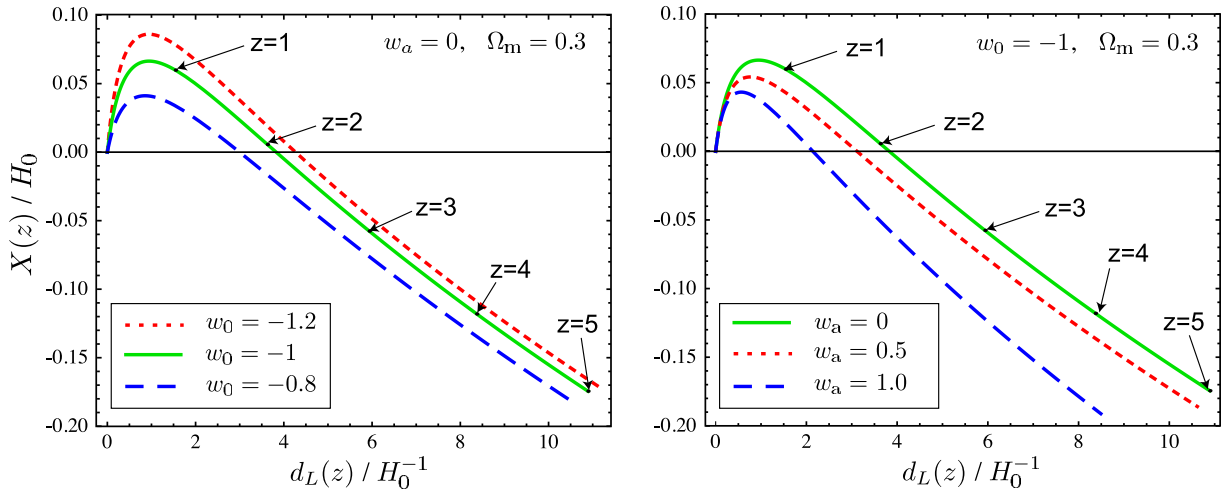 0.10
0.05
0.00
-0.05
-0.10
-0.15
-0.20
X(z) / H₀
wₐ = 0, Ωₘ = 0.3
z=1
z=2
z=3
z=4
z=5
w₀ = −1.2
w₀ = −1
w₀ = −0.8
0 2 4 6 8 10
d_L(z) / H₀⁻¹
0.10
0.05
0.00
-0.05
-0.10
-0.15
-0.20
w₀ = −1, Ωₘ = 0.3
z=1
z=2
z=3
z=4
z=5
wₐ = 0
wₐ = 0.5
wₐ = 1.0
0 2 4 6 8 10
d_L(z) / H₀⁻¹